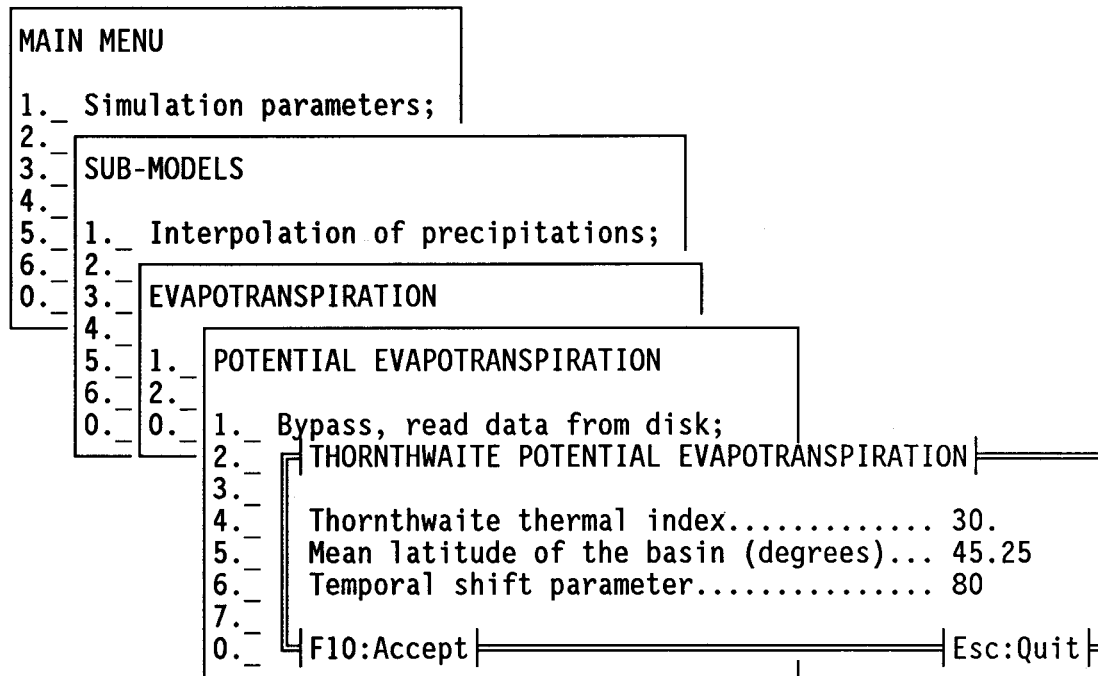 MAIN MENU
1._ Simulation parameters;
2._
3._ SUB-MODELS
4._
5._ 1._ Interpolation of precipitations;
6._ 2._
0._ 3._ EVAPOTRANSPIRATION
4._
5._ 1._ POTENTIAL EVAPOTRANSPIRATION
6._ 2._
0._ 0._ 1._ Bypass, read data from disk;
2._ THORNTHWAITE POTENTIAL EVAPOTRANSPIRATION
3._
4._ Thornthwaite thermal index............. 30.
5._ Mean latitude of the basin (degrees)... 45.25
6._ Temporal shift parameter............... 80
7._
0._ F10:Accept Esc:Quit